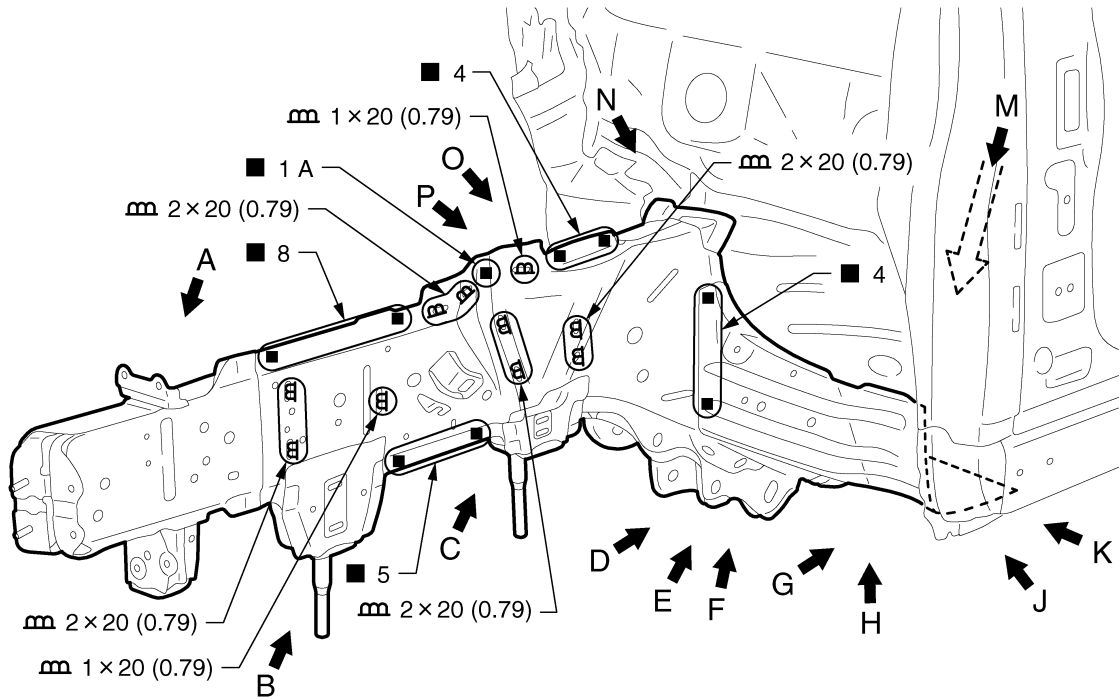 ■ 4
1×20 (0.79)
N
M
O
2×20 (0.79)
■ 1 A
P
2×20 (0.79)
■ 8
A
■ 4
C
D
K
■ 5
G
E
F
J
2×20 (0.79)
2×20 (0.79)
H
1×20 (0.79)
B